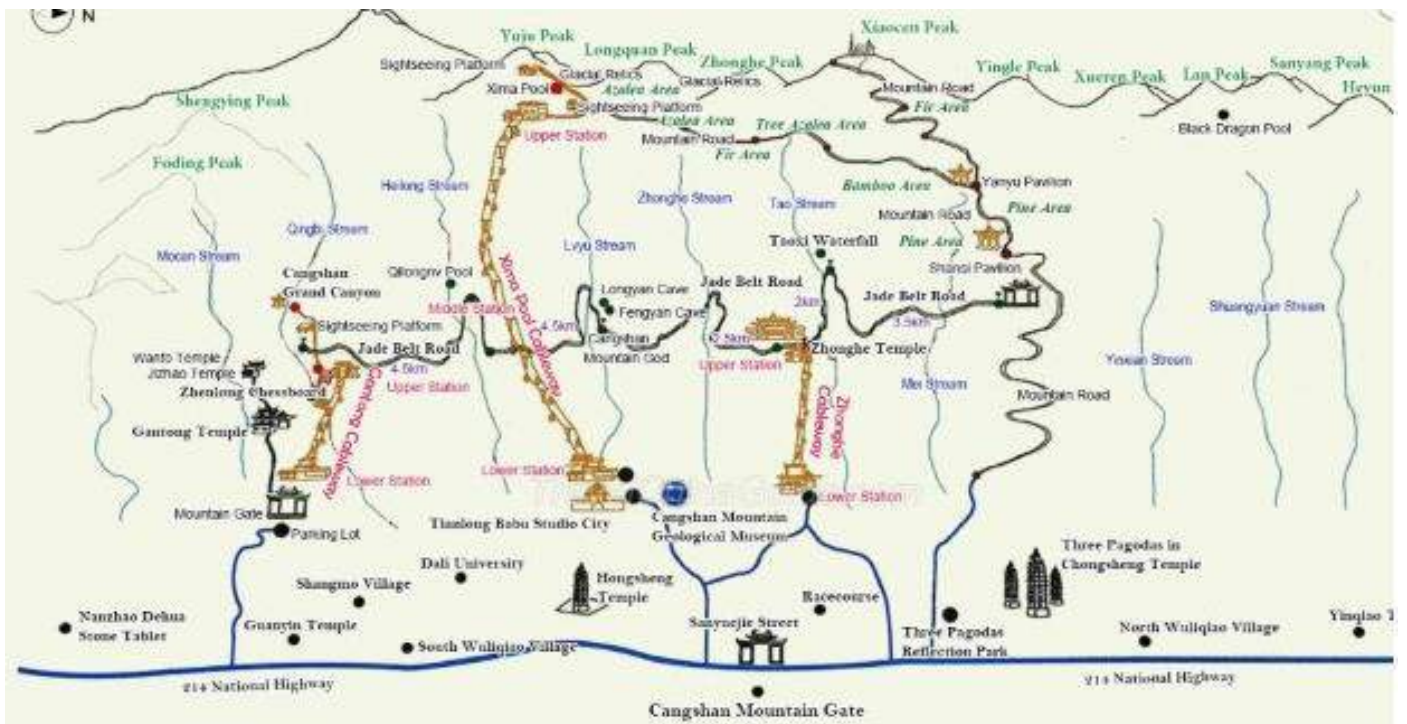 N
Yuju Peak
Xiaocen Peak
Longquan Peak
Zhonghe Peak
Yingle Peak
Xueren Peak
Lan Peak
Sanyang Peak
Heyun
Sightseeing Platform
Glacial Relics
Glacial Relics
Xima Pool
Azalea Area
Mountain Road
Fir Area
Shengying Peak
Sightseeing Platform
Azalea Area
Tree Azalea Area
Black Dragon Pool
Upper Station
Mountain Road
Fir Area
Foding Peak
Heilong Stream
Zhonghe Stream
Tao Stream
Bamboo Area
Yanyu Pavilion
Mountain Road
Pine Area
Qingbi Stream
Mocan Stream
Lvyu Stream
Taoxi Waterfall
Pine Area
Shansi Pavilion
Cangshan
Grand Canyon
Qilongnv Pool
Xima Pool Cableway
Longyan Cave
Jade Belt Road
Jade Belt Road
Middle Station
Fengyan Cave
2km
3.5km
Shuangyuan Stream
Sightseeing Platform
4.5km
Cangshan
Mountain God
2.5km
Zhonghe Temple
Jade Belt Road
Wanfo Temple
Jizhao Temple
4.5km
Upper Station
Upper Station
Yinxian Stream
Zhenlong Chessboard
Mei Stream
Mountain Road
Gantong Cableway
Zhonghe
Cableway
Gantong Temple
Lower Station
Lower Station
Lower Station
Mountain Gate
Tianlong Babu Studio City
Cangshan Mountain
Geological Museum
Parking Lot
Three Pagodas in
Chongsheng Temple
Dali University
Shangmo Village
Hongsheng
Temple
Racecourse
Nanzhao Dehua
Stone Tablet
Guanyin Temple
Sanyuejie Street
Three Pagodas
Reflection Park
North Wuliqiao Village
Yinqiao T
South Wuliqiao Village
214 National Highway
214 National Highway
Cangshan Mountain Gate